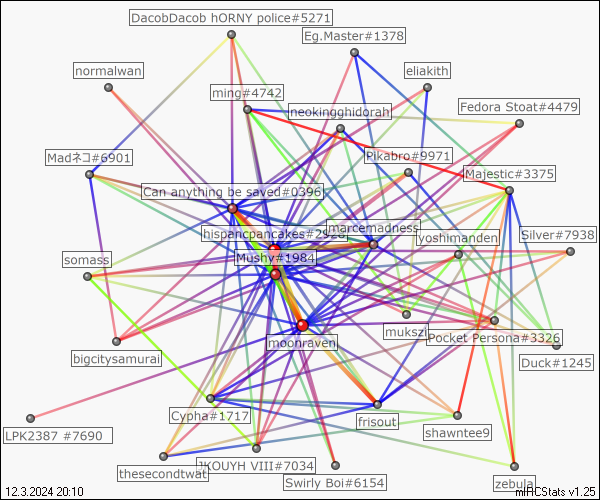 DacobDacob hORNY police#5271
Eg.Master#1378
normalwan
eliakith
ming#4742
neokingghidorah
Fedora Stoat#4479
Madネコ#6901
Pikabro#9971
Majestic#3375
Can anything be saved#0396
marcemadness
hispanicpancakes#2928
yoshimanden
Silver#7938
Mushy#1984
somass
mukszi
Pocket Persona#3326
moonraven
bigcitysamurai
Duck#1245
Cypha#1717
frisout
LPK2387 #7690
shawntee9
thesecondtwat
JKOUYH VIII#7034
Swirly Boi#6154
zebula
12.3.2024 20:10
mIRCStats v1.25